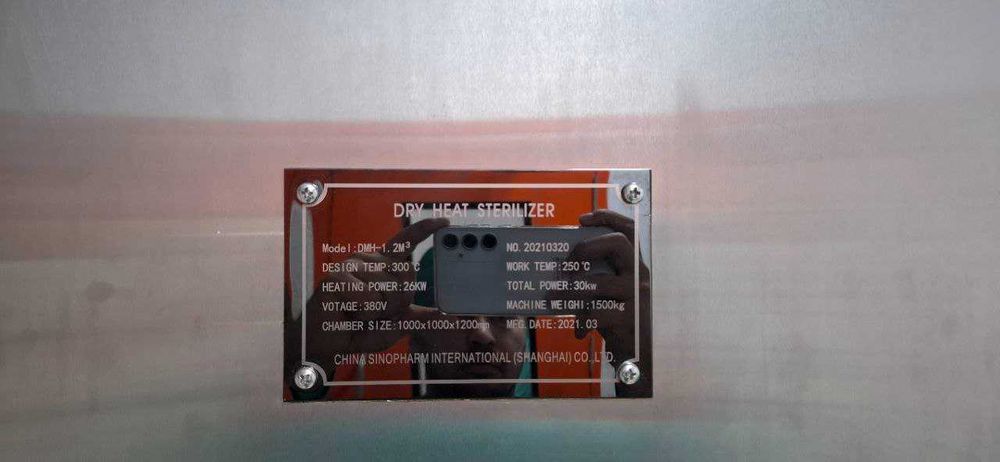 DRY HEAT STERILIZER
Model:DMH-1.2M³ NO.20210320
DESIGN TEMP:300℃ WORK TEMP:250℃
HEATING POWER:26KW TOTAL POWER:30kw
VOTAGE:380V MACHINE WEIGHI:1500kg
CHAMBER SIZE:1000x1000x1200mm MFG.DATE:2021.03
CHINA SINOPHARM INTERNATIONAL (SHANGHAI) CO.,LTD.